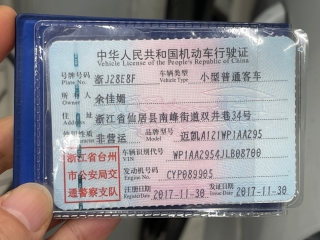 中华人民共和国机动车行驶证
Vehicle License of the People's Republic of China
号牌号码 浙J28E8F 车辆类型 小型普通客车
Plate No. Vehicle Type
所有人 余佳嫺
Owner
住址 浙江省仙居县南峰街道双井巷34号
Address
使用性质 非营运 品牌型号 迈凯A121WP1AA295
Model
浙江省台州
市公安局交
通警察支队
车辆识别代号 WP1AA2954JLB08700
VIN
发动机号码 CYP089905
Engine No.
注册日期 2017-11-30 发证日期 2017-11-30
Register Date Issue Date